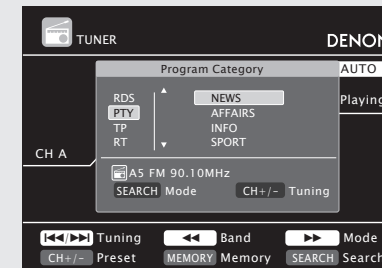 TUNER
DENON
Program Category
AUTO
RDS
NEWS
Playing
PTY
AFFAIRS
TP
INFO
RT
SPORT
CH A
A5 FM 90.10MHz
SEARCH Mode CH+/– Tuning
Tuning Band Mode
CH+/– Preset MEMORY Memory SEARCH Search